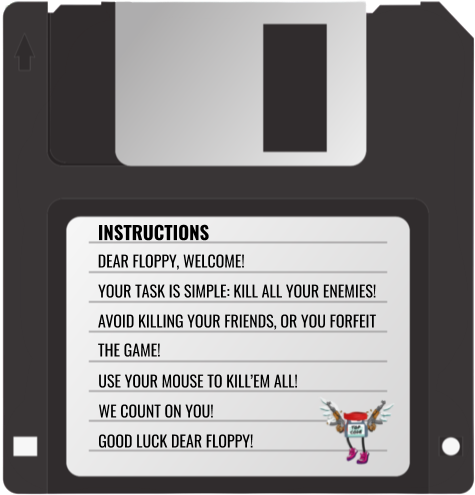 INSTRUCTIONS
DEAR FLOPPY, WELCOME!
YOUR TASK IS SIMPLE: KILL ALL YOUR ENEMIES!
AVOID KILLING YOUR FRIENDS, OR YOU FORFEIT
THE GAME!
USE YOUR MOUSE TO KILL'EM ALL!
WE COUNT ON YOU!
GOOD LUCK DEAR FLOPPY!